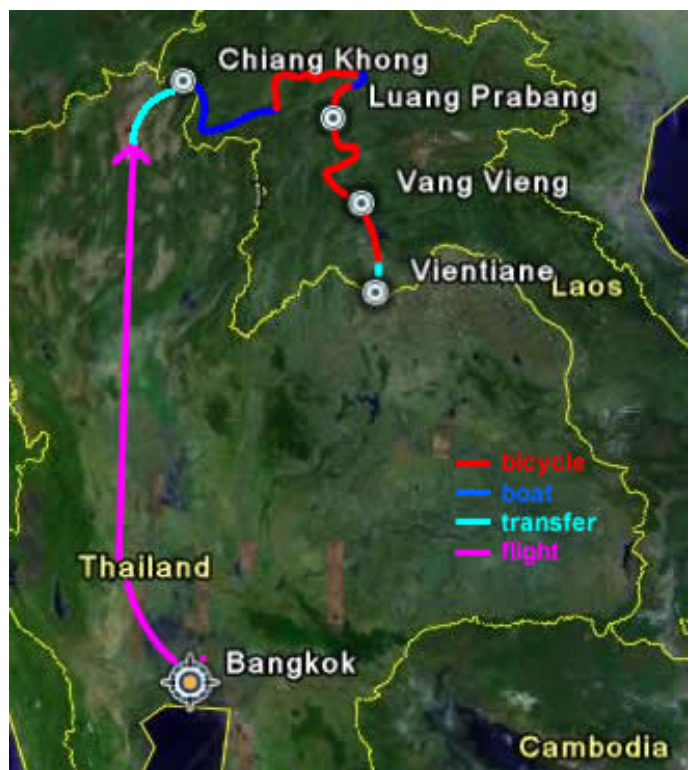 Chiang Khong
Luang Prabang
Vang Vieng
Vientiane
Laos
bicycle
boat
transfer
flight
Thailand
Bangkok
Cambodia